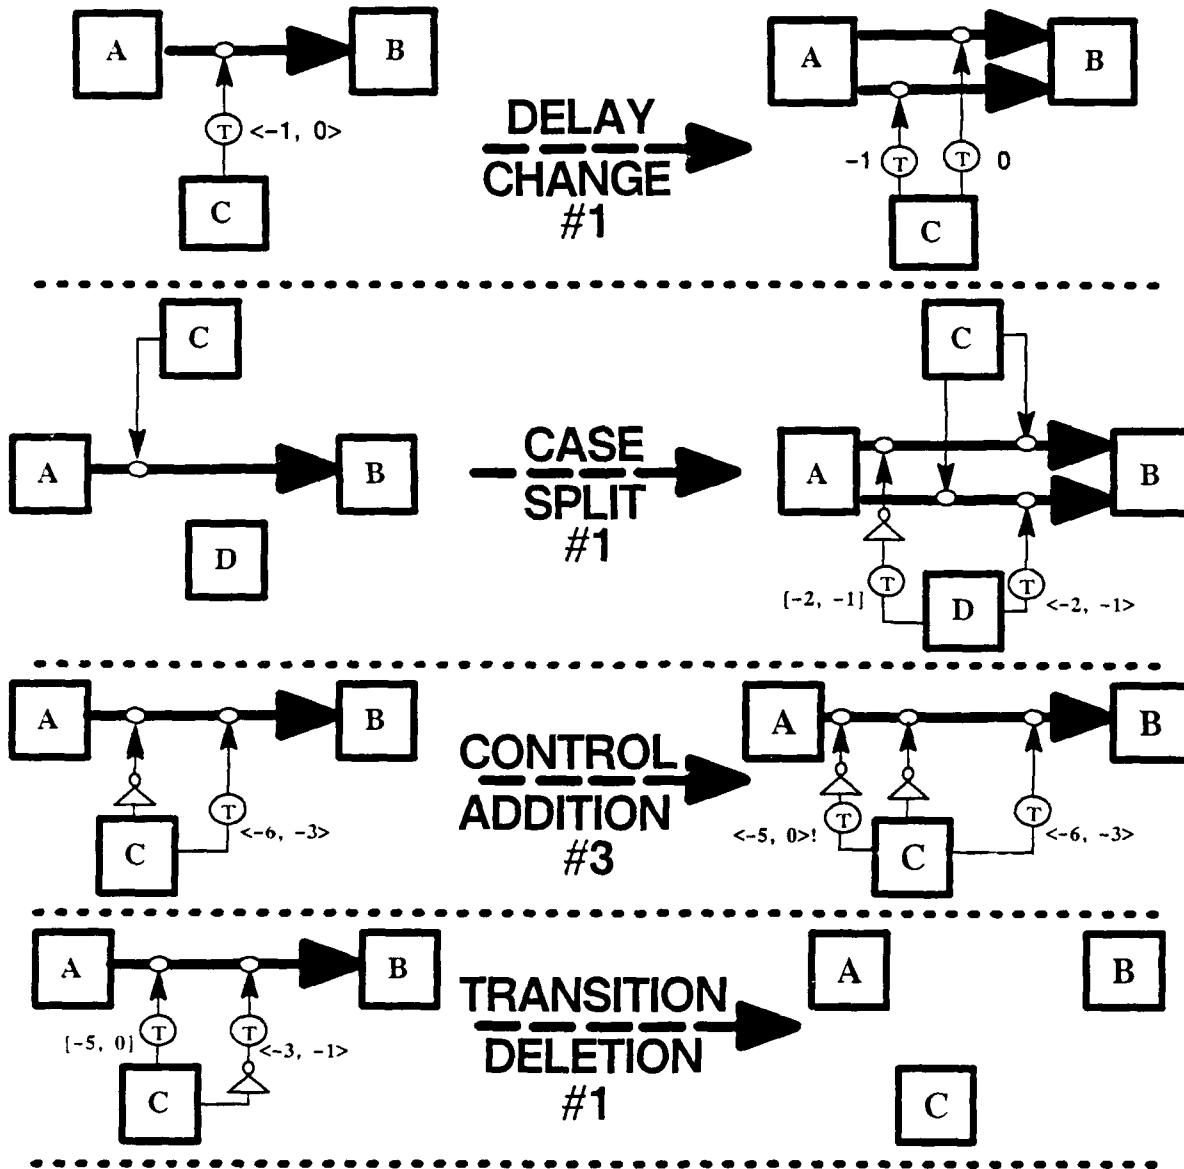 A
B
T
<-1, 0>
C
DELAY
CHANGE
#1
A
B
-1
T
T
0
C
C
A
B
D
CASE
SPLIT
#1
C
A
B
[-2, -1]
T
D
T
<-2, -1>
A
B
T
<-6, -3>
C
CONTROL
ADDITION
#3
A
B
<-5, 0>!
T
C
T
<-6, -3>
A
B
[-5, 0]
T
T
<-3, -1>
C
TRANSITION
DELETION
#1
A
B
C